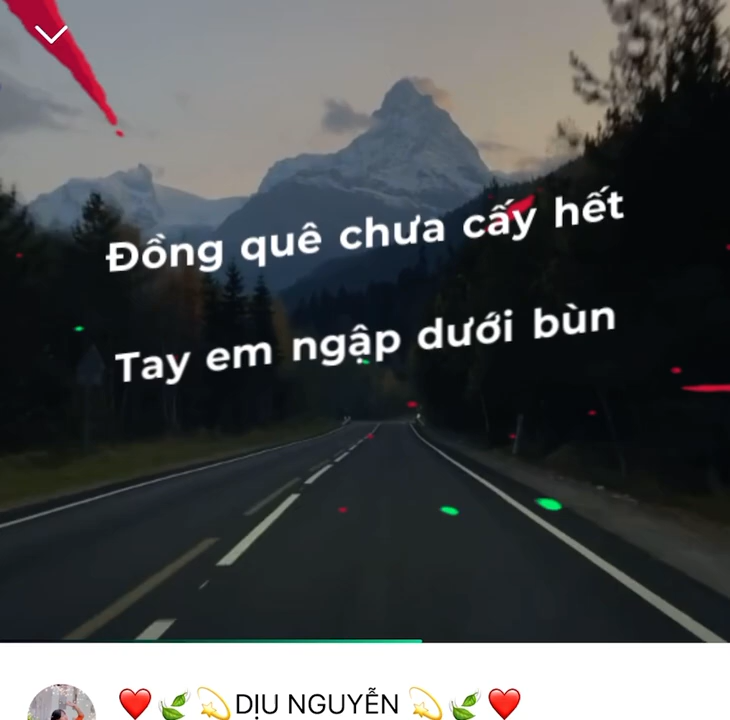 Đồng quê chưa cấy hết
Tay em ngập dưới bùn
❤️🌿💫DỊU NGUYỄN 💫🌿❤️